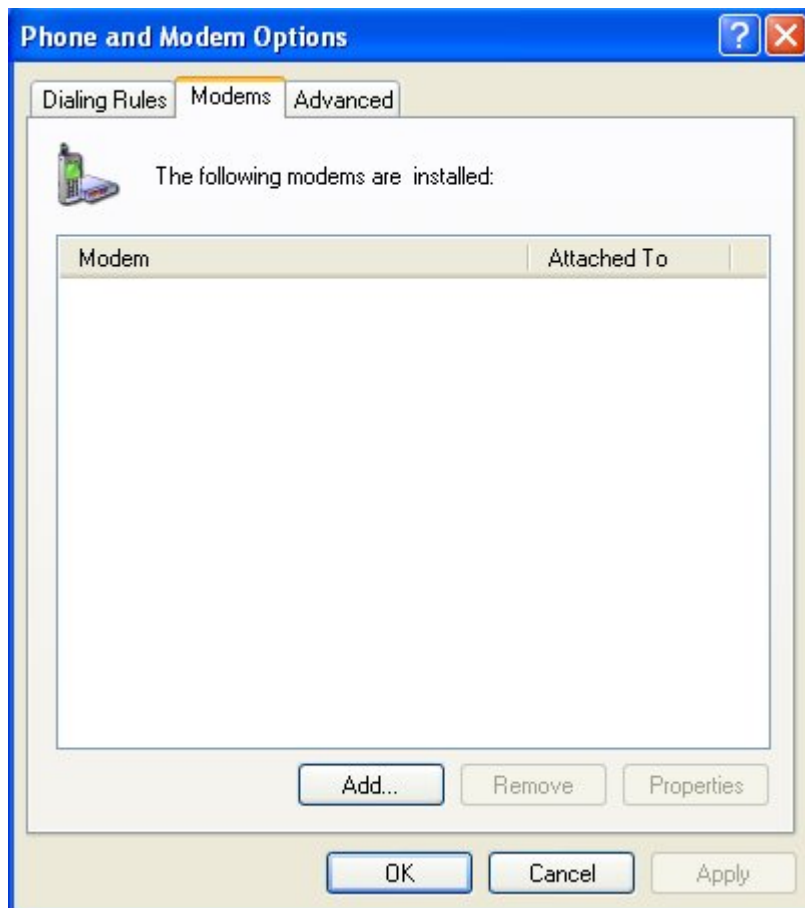 Phone and Modem Options
Dialing Rules Modems Advanced
The following modems are installed:
Modem Attached To
Add... Remove Properties
OK Cancel Apply